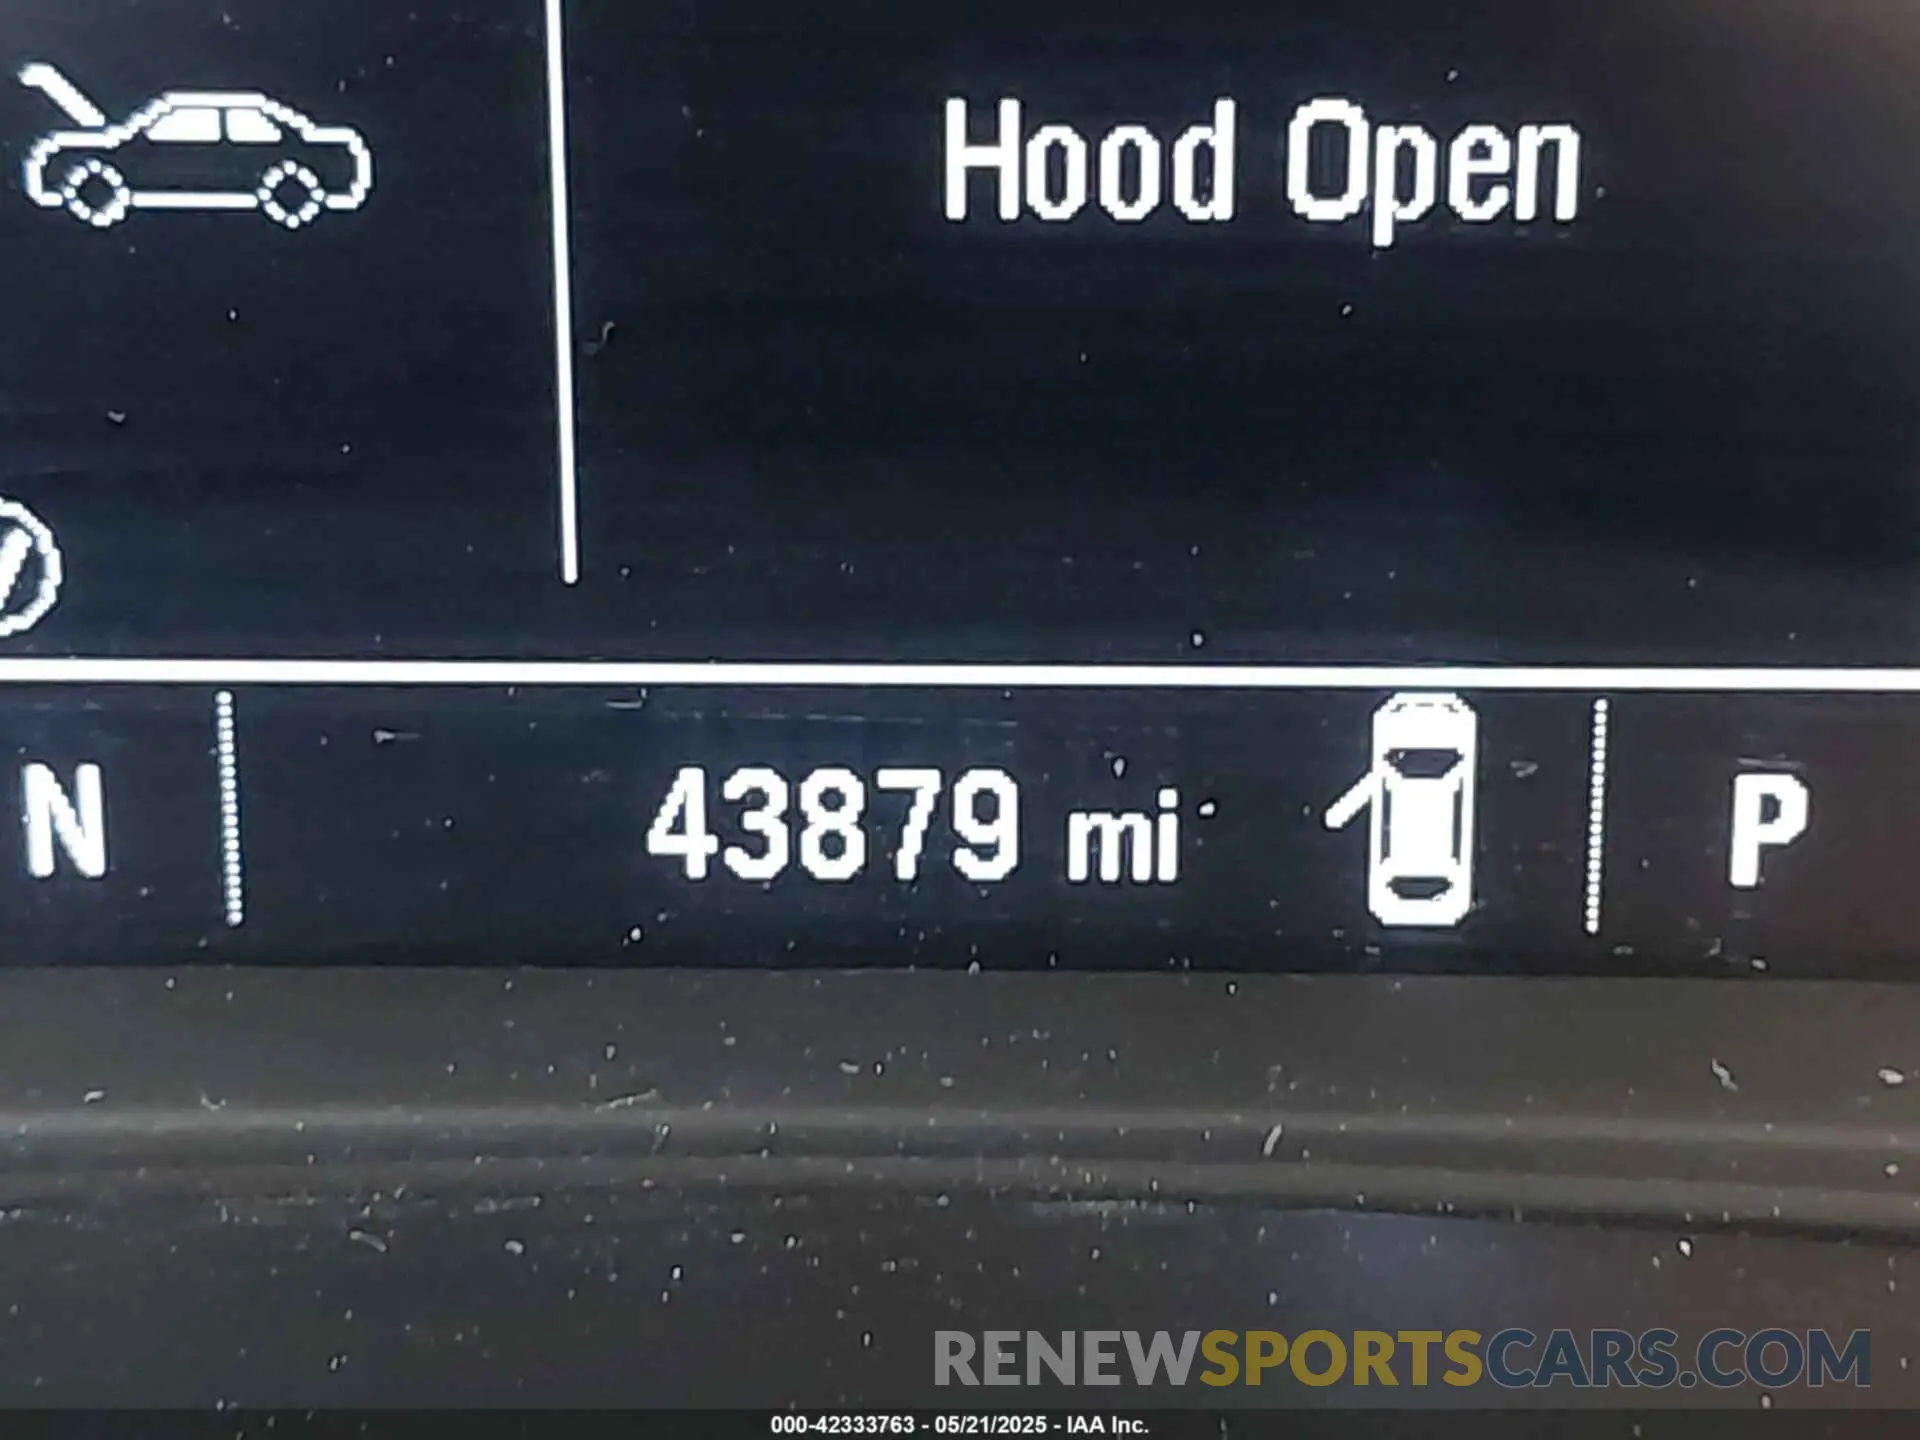 Hood Open
N 43879 mi P
RENEWSPORTSCARS.COM
000-42333763 - 05/21/2025 - IAA Inc.